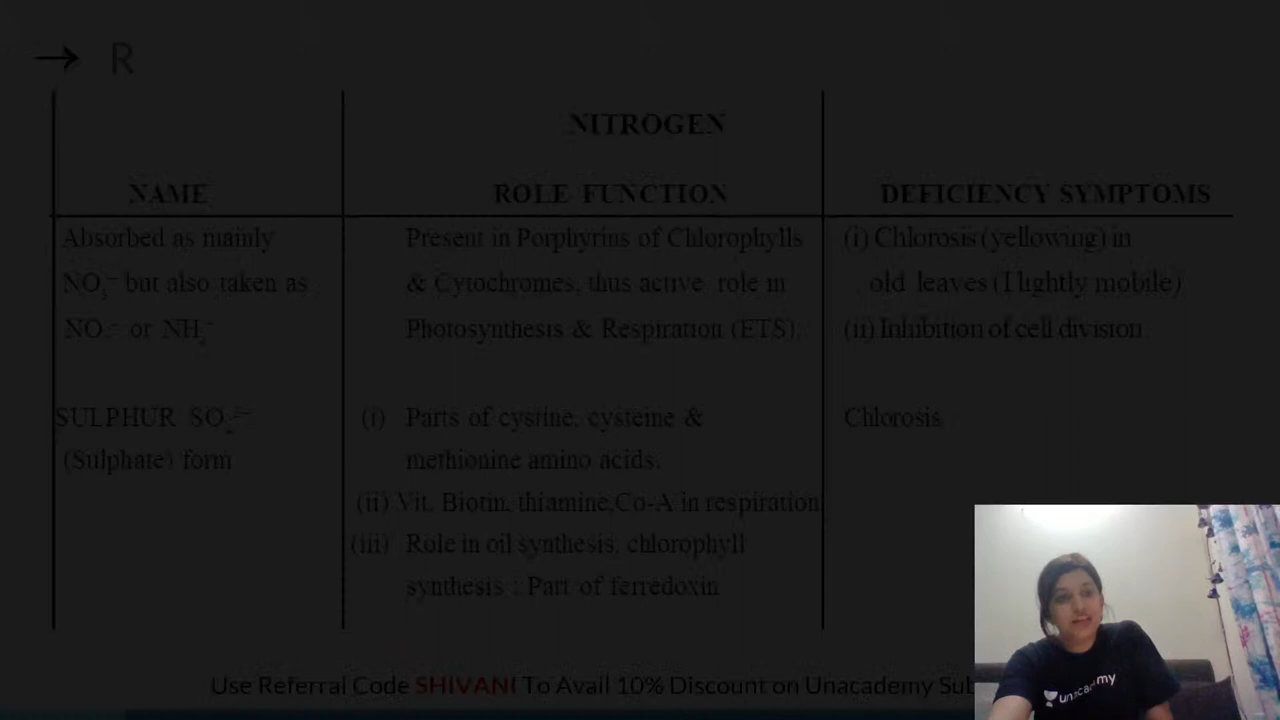 → R
NITROGEN
NAME ROLE FUNCTION DEFICIENCY SYMPTOMS
Absorbed as mainly Present in Porphyrins of Chlorophylls (i) Chlorosis (yellowing) in
NO₃⁻ but also taken as & Cytochromes, thus active role in old leaves (I lightly mobile)
or Photosynthesis & Respiration (ETS). (ii) Inhibition of cell division
SULPHUR SO₄²⁻ (i) Parts of cystine, cysteine & Chlorosis
(Sulphate) form methionine amino acids.
(ii) Vit. Biotin, thiamine,Co-A in respiration
(iii) Role in oil synthesis; chlorophyll
synthesis : Part of ferredoxin
Use Referral Code SHIVANI To Avail 10% Discount on Unacademy Sub
unacademy